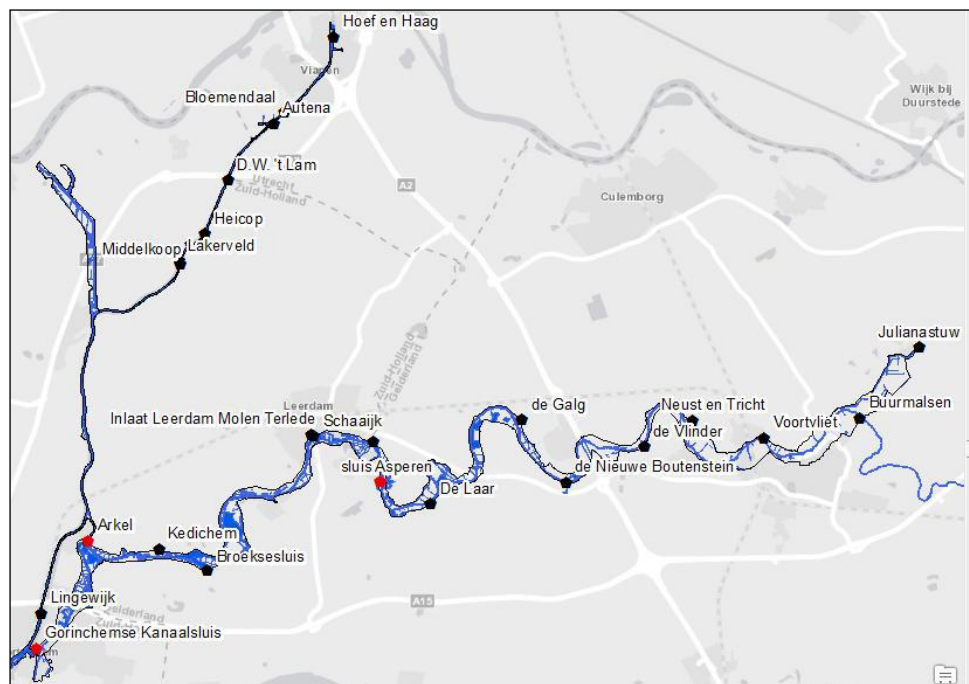 Hoef en Haag
Vianen
Bloemendaal
Autena
Wijk bij
Duurstede
D.W. 't Lam
Utrecht
Zuid-Holland
A2
Culemborg
Heicop
Middelkoop
Lakerveld
Julianastuw
Zuid-Holland
Gelderland
Leerdam
Inlaat Leerdam Molen Terlede
Schaaijk
de Galg
Neust en Tricht
Buurmalsen
Voortvliet
de Vlinder
sluis Asperen
de Nieuwe Boutenstein
De Laar
Arkel
Kedichem
Broeksesluis
Lingewijk
A15
Gelderland
Gorinchemse Kanaalsluis